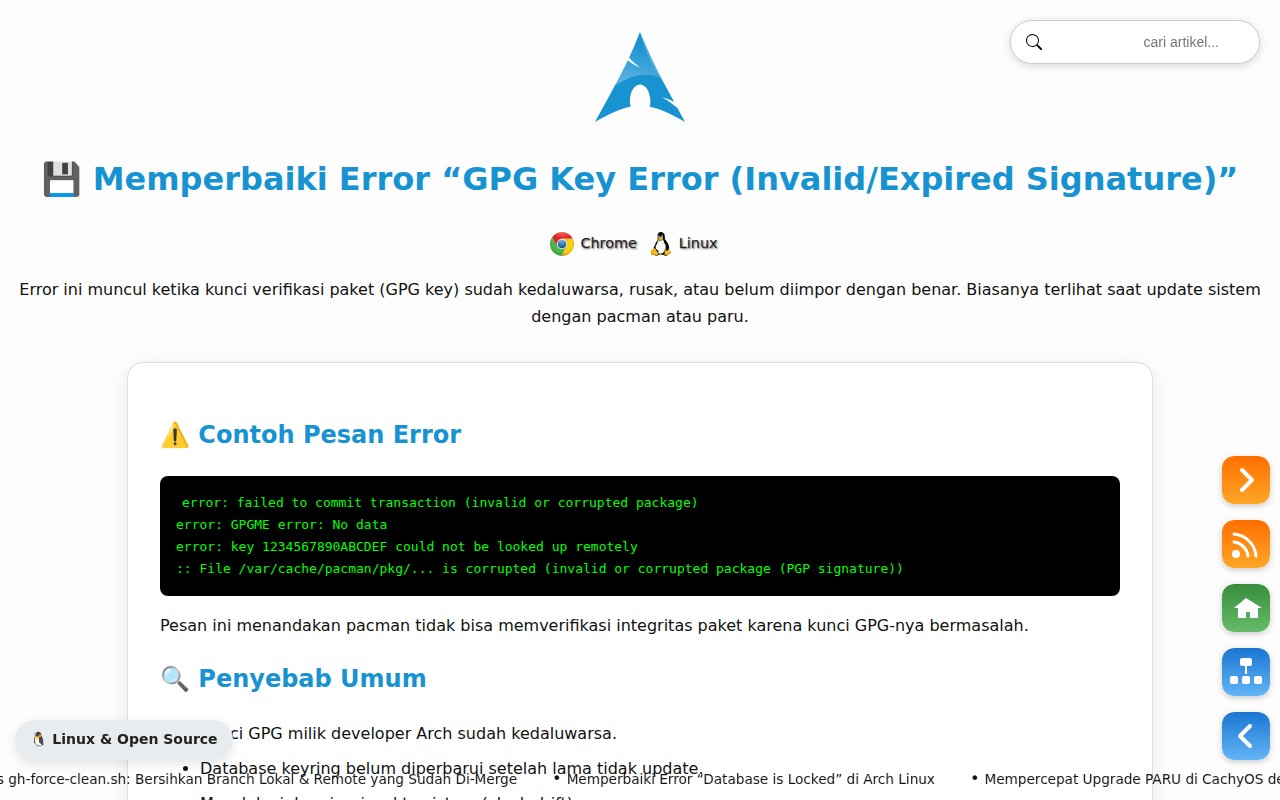 cari artikel...
💾 Memperbaiki Error “GPG Key Error (Invalid/Expired Signature)”
Chrome Linux
Error ini muncul ketika kunci verifikasi paket (GPG key) sudah kedaluwarsa, rusak, atau belum diimpor dengan benar. Biasanya terlihat saat update sistem
dengan pacman atau paru.
⚠️ Contoh Pesan Error
error: failed to commit transaction (invalid or corrupted package)
error: GPGME error: No data
error: key 1234567890ABCDEF could not be looked up remotely
:: File /var/cache/pacman/pkg/... is corrupted (invalid or corrupted package (PGP signature))
Pesan ini menandakan pacman tidak bisa memverifikasi integritas paket karena kunci GPG-nya bermasalah.
🔍 Penyebab Umum
ci GPG milik developer Arch sudah kedaluwarsa.
🐧 Linux & Open Source
• Database keyring belum diperbarui setelah lama tidak update.
s gh-force-clean.sh: Bersihkan Branch Lokal & Remote yang Sudah Di-Merge • Memperbaiki Error “Database is Locked” di Arch Linux • Mempercepat Upgrade PARU di CachyOS de